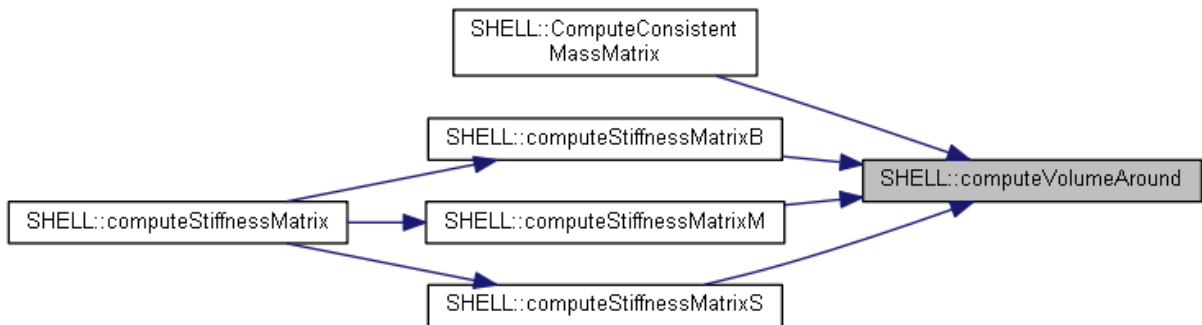 SHELL::ComputeConsistent
MassMatrix
SHELL::computeStiffnessMatrixB
SHELL::computeVolumeAround
SHELL::computeStiffnessMatrix
SHELL::computeStiffnessMatrixM
SHELL::computeStiffnessMatrixS